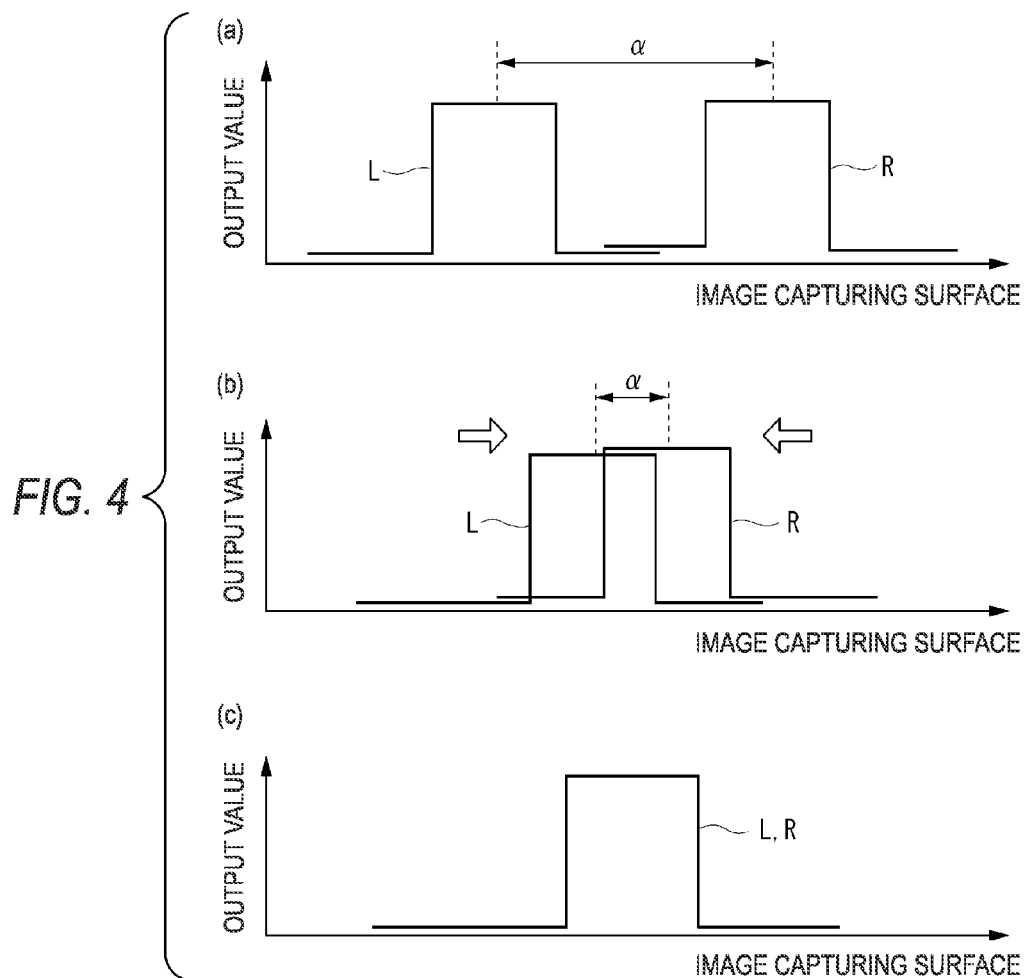 FIG. 4
(a)
OUTPUT VALUE
α
L
R
IMAGE CAPTURING SURFACE
(b)
OUTPUT VALUE
α
L
R
IMAGE CAPTURING SURFACE
(c)
OUTPUT VALUE
L, R
IMAGE CAPTURING SURFACE